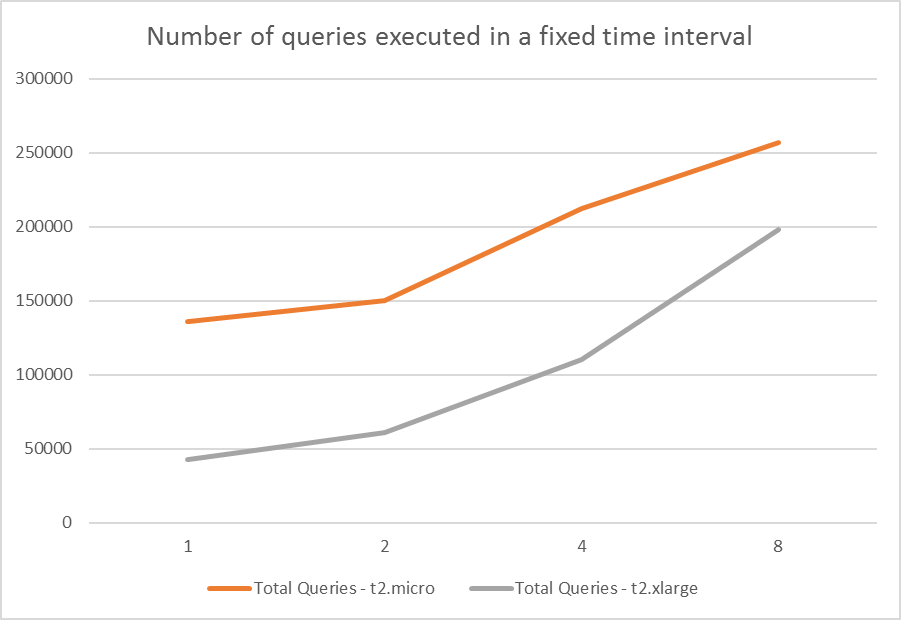 Number of queries executed in a fixed time interval
300000
250000
200000
150000
100000
50000
0
1 2 4 8
Total Queries - t2.micro Total Queries - t2.xlarge